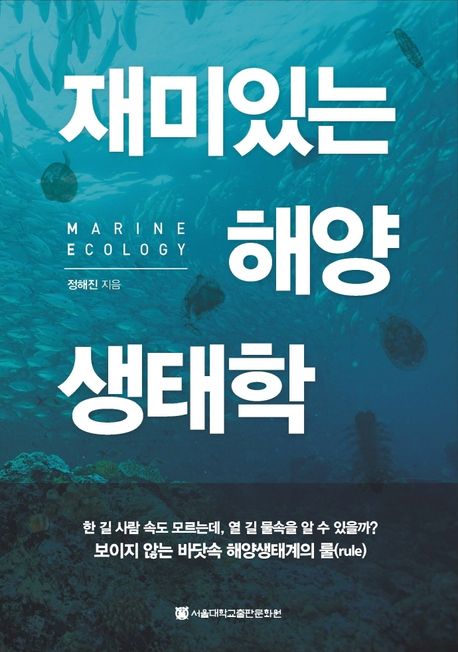 재미있는
MARINE
ECOLOGY
해양
정해진 지음
생태학
한 길 사람 속도 모르는데, 열 길 물속을 알 수 있을까?
보이지 않는 바닷속 해양생태계의 룰(rule)
서울대학교출판문화원